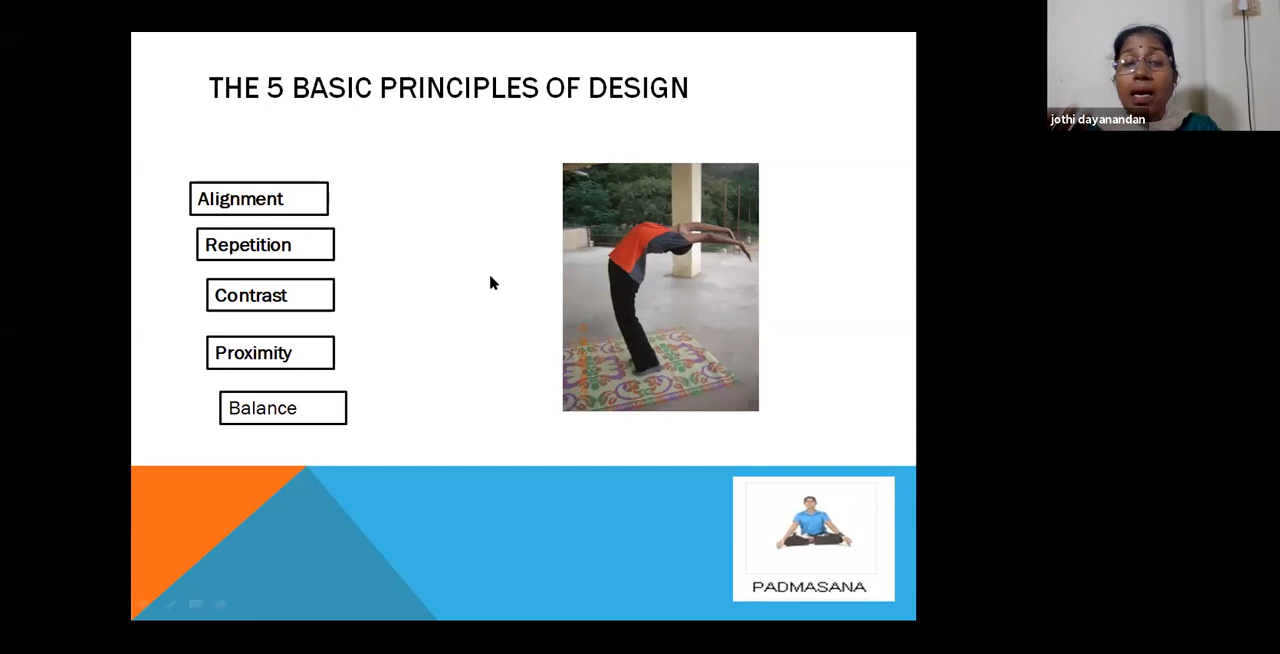 THE 5 BASIC PRINCIPLES OF DESIGN
jothi dayanandan
Alignment
Repetition
Contrast
Proximity
Balance
PADMASANA